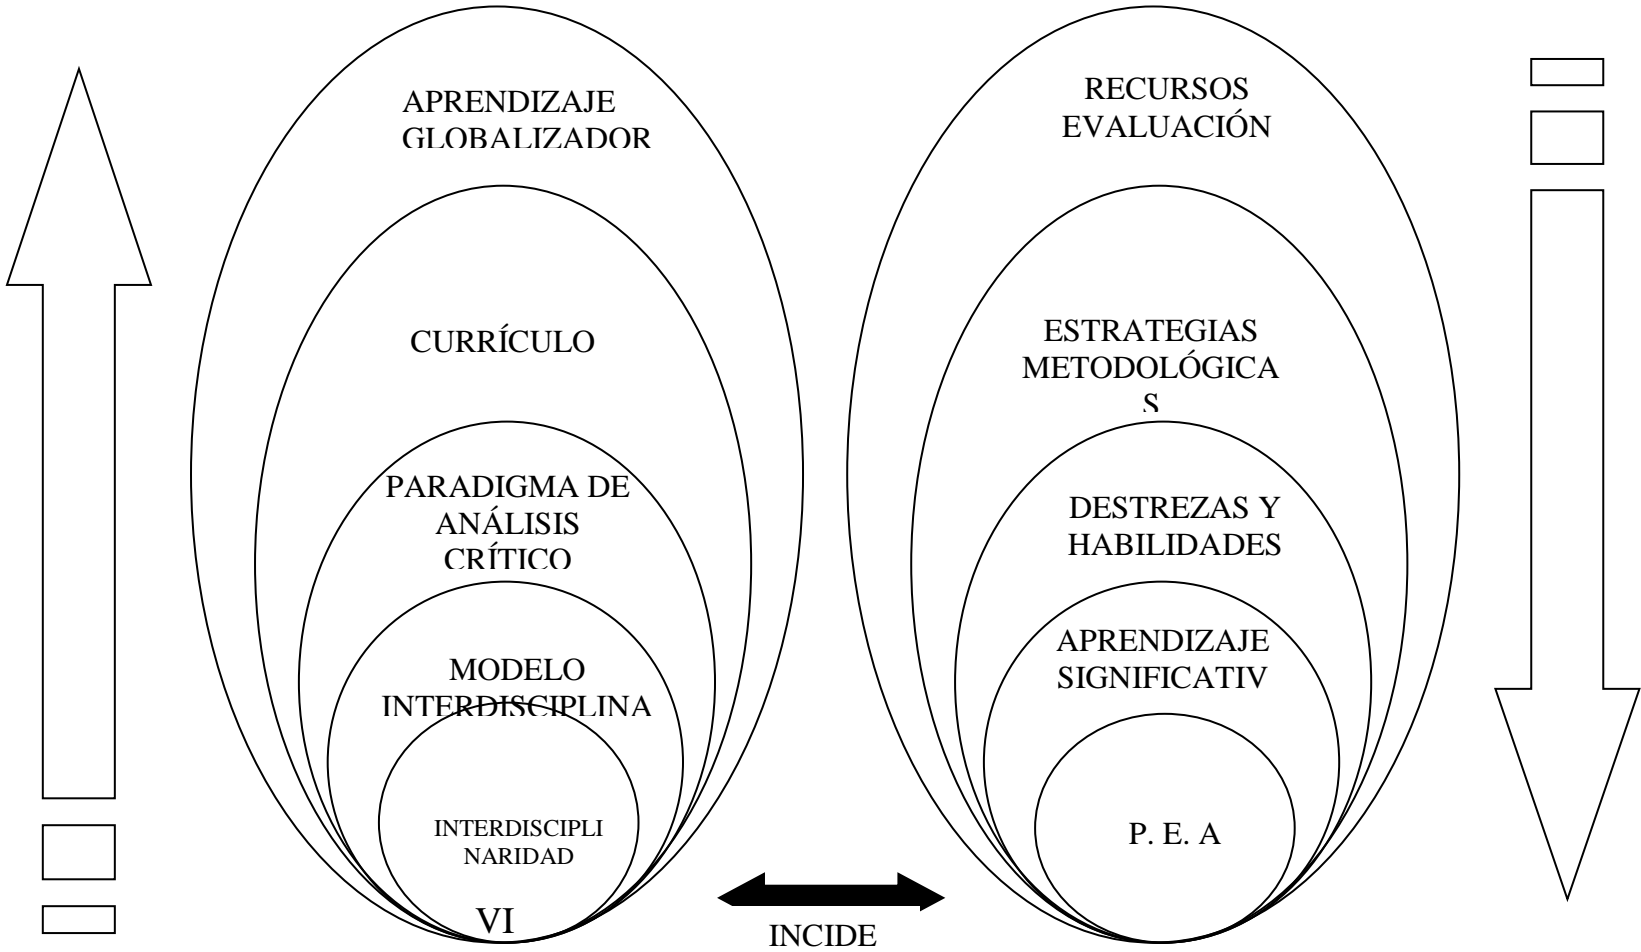 APRENDIZAJE
GLOBALIZADOR
CURRÍCULO
PARADIGMA DE
ANÁLISIS
CRÍTICO
MODELO
INTERDISCIPLINA
INTERDISCIPLI
NARIDAD
VI
INCIDE
RECURSOS
EVALUACIÓN
ESTRATEGIAS
METODOLÓGICA
S
DESTREZAS Y
HABILIDADES
APRENDIZAJE
SIGNIFICATIV
P. E. A